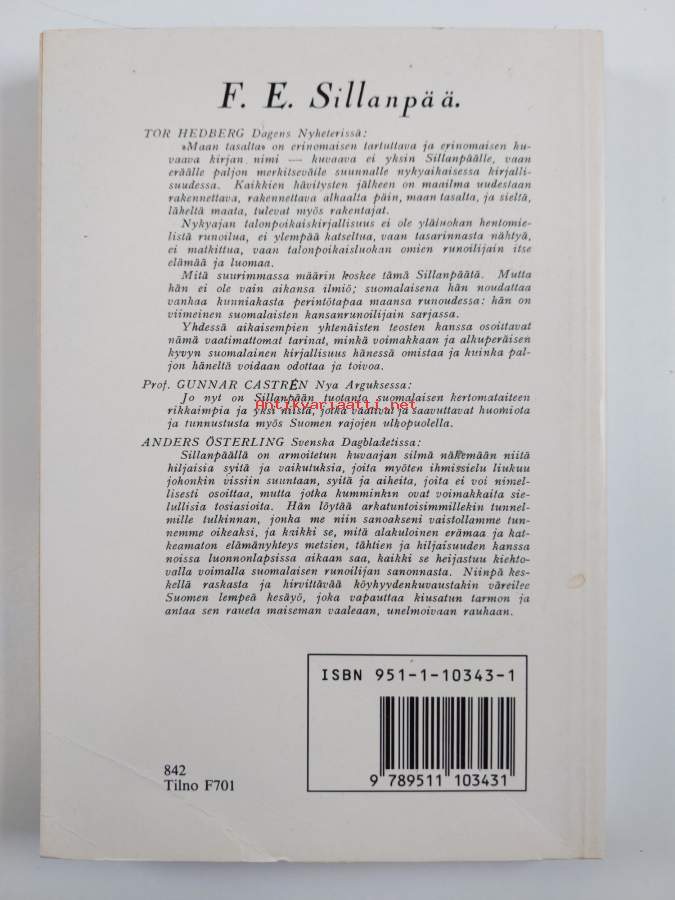 F. E. Sillanpää.
TOR HEDBERG Dagens Nyheterissä:
»Maan tasalta» on erinomaisen tartuttava ja erinomaisen ku-
vaava kirjan nimi — kuvaava ei yksin Sillanpäälle, vaan
eräälle paljon merkitsevälle suunnalle nykyaikaisessa kirjalli-
suudessa. Kaikkien hävitysten jälkeen on maailma uudestaan
rakennettava, rakennettava alhaalta päin, maan tasalta, ja sieltä,
läheltä maata, tulevat myös rakentajat.
Nykyajan talonpoikaiskirjallisuus ei ole yläluokan hentomie-
listä runoilua, ei ylempää katseltua, vaan tasarinnasta nähtyä,
ei matkittua, vaan talonpoikaisluokan omien runoilijain itse
elämää ja luomaa.
Mitä suurimmassa määrin koskee tämä Sillanpäätä. Mutta
hän ei ole vain aikansa ilmiö; suomalaisena hän noudattaa
vanhaa kunniakasta perintötapaa maansa runoudessa: hän on
viimeinen suomalaisten kansanrunoilijain sarjassa.
Yhdessä aikaisempien yhtenäisten teosten kanssa osoittavat
nämä vaatimattomat tarinat, minkä voimakkaan ja alkuperäisen
kyvyn suomalainen kirjallisuus hänessä omistaa ja kuinka pal-
jon häneltä voidaan odottaa ja toivoa.
Prof. GUNNAR CASTRÉN Nya Arguksessa:
Jo nyt on Sillanpään tuotanto suomalaisen kertomataiteen
rikkaimpia ja yksi niistä, jotka vaativat ja saavuttavat huomiota
ja tunnustusta myös Suomen rajojen ulkopuolella.
Antikvariaatti.net
ANDERS ÖSTERLING Svenska Dagbladetissa:
Sillanpäällä on armoitetun kuvaajan silmä näkemään niitä
hiljaisia syitä ja vaikutuksia, joita myöten ihmissielu liukuu
johonkin vissiin suuntaan, syitä ja aiheita, joita ei voi nimel-
lisesti osoittaa, mutta jotka kumminkin ovat voimakkaita sie-
lullisia tosiasioita. Hän löytää arkatuntoisimmillekin tunnel-
mille tulkinnan, jonka me niin sanoakseni vaistollamme tun-
nemme oikeaksi, ja kaikki se, mitä alakuloinen erämaa ja kat-
keamaton elämänyhteys metsien, tähtien ja hiljaisuuden kanssa
noissa luonnonlapsissa aikaan saa, kaikki se heijastuu kiehto-
valla voimalla suomalaisen runoilijan sanonnasta. Niinpä kes-
kellä raskasta ja hirvittävää köyhyydenkuvaustakin väreilee
Suomen lempeä kesäyö, joka vapauttaa kiusatun tarmon ja
antaa sen raueta maiseman vaaleaan, unelmoivaan rauhaan.
ISBN 951-1-10343-1
9 789511 103431
842
Tilno F701